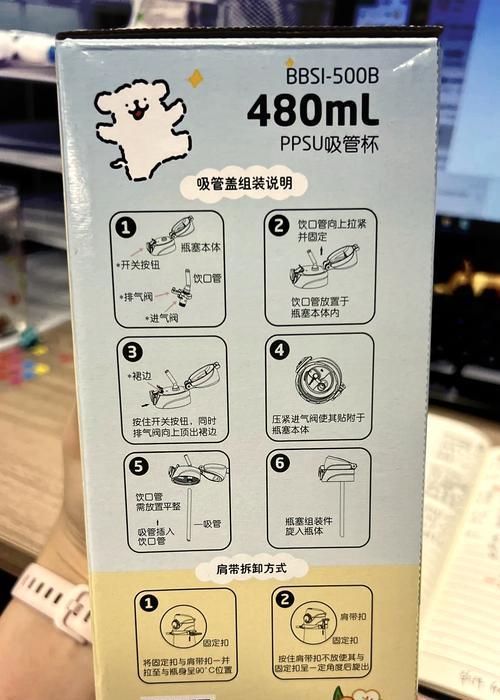 BBSI-500B
480mL
PPSU吸管杯
吸管盖组装说明
1
瓶塞本体
*开关按钮
饮口管
*排气阀
*进气阀
2
饮口管向上拉紧
并固定
饮口管放置于
瓶塞本体内
3
*裙边
按住开关按钮，同时
排气阀向上顶出裙边
4
压紧进气阀使其贴附于
瓶塞本体
5
饮口管
需放置平整
吸管插入
饮口管
吸管
6
瓶塞组装件
旋入瓶体
肩带拆卸方式
1
固定扣
将固定扣与肩带扣一并
拉至与瓶身呈90°C位置
2
肩带扣
固定扣
按住肩带扣不放使其与
固定扣呈一定角度后旋出